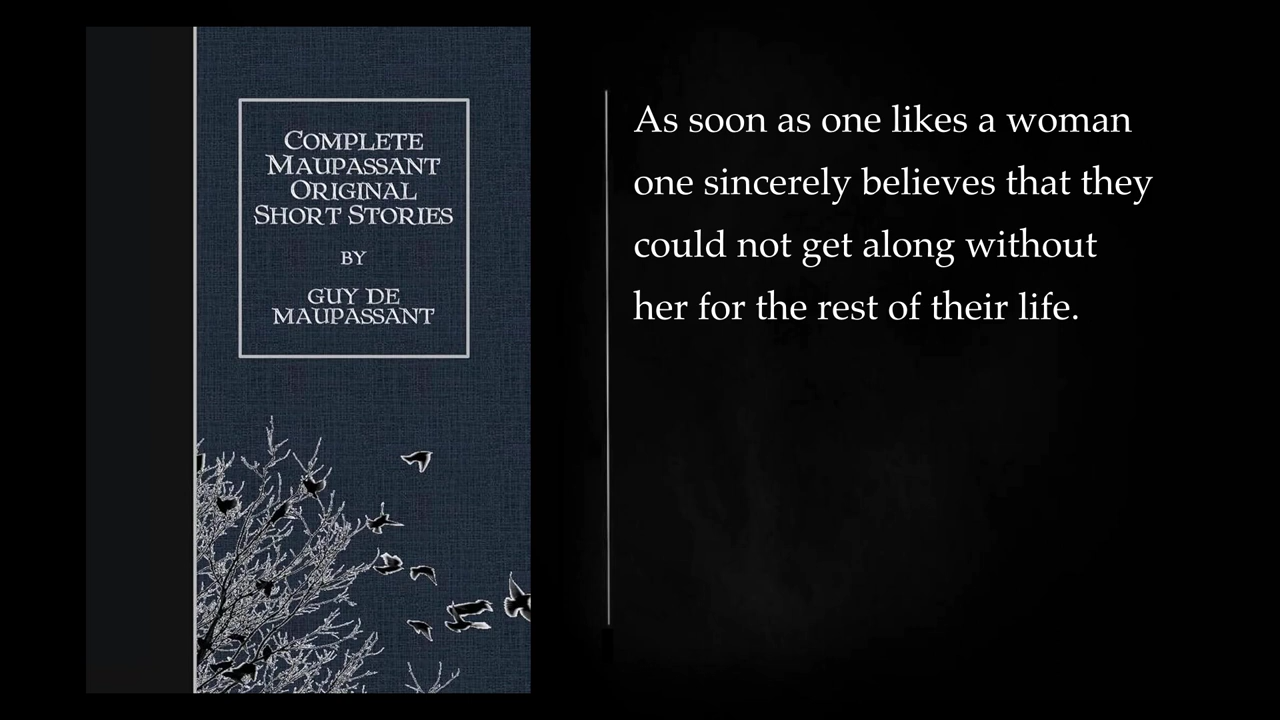 COMPLETE
MAUPASSANT
ORIGINAL
SHORT STORIES
BY
GUY DE
MAUPASSANT
As soon as one likes a woman
one sincerely believes that they
could not get along without
her for the rest of their life.